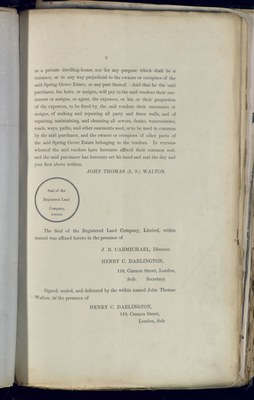 3
as a private dwelling-house nor for any purpose which shall be a
nuisance, or in any way prejudicial to the owners or occupiers of the
said Spring Grove Estate, or any part thereof. And that he the said
purchaser, his heirs or assigns, will pay to the said vendors their suc-
cessors or assigns, or agent, the expenses, or his, or their proportion
of the expenses, to be fixed by the said vendors their successors or
assigns, of making and repairing all party and fence walls, and of
repairing, maintaining, and cleansing all sewers, drains, watercourses,
roads, ways, paths, and other easements used, or to be used in common
by the said purchaser, and the owners or occupiers of other parts of
the said Spring Grove Estate belonging to the vendors. In witness
whereof the said vendors have hereunto affixed their common seal,
and the said purchaser has hereunto set his hand and seal the day and
year first above written.
JOHN THOMAS (L. S.) WALTON.
Seal of the
Registered Land
Company,
Limited.
The Seal of the Registered Land Company, Limited, within
named was affixed hereto in the presence of
J. R. CARMICHAEL, Director.
HENRY C. DARLINGTON,
110, Cannon Street, London,
Solr. Secretary.
Signed, sealed, and delivered by the within named John Thomas
Walton, in the presence of
HENRY C. DARLINGTON,
110, Cannon Street,
London, Solr.